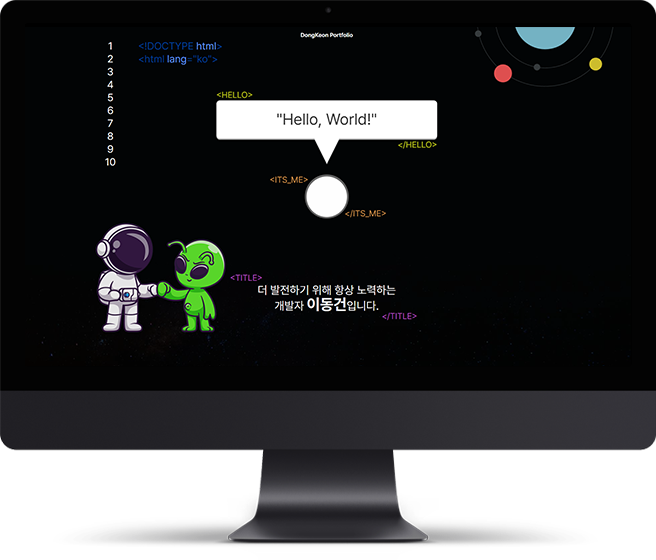 DongKeon Portfolio
1 <!DOCTYPE html>
2 <html lang="ko">
3
4
5
6
7
8
9
10
<HELLO>
"Hello, World!"
</HELLO>
<ITS_ME>
</ITS_ME>
<TITLE>
더 발전하기 위해 항상 노력하는
개발자 이동건입니다.
</TITLE>